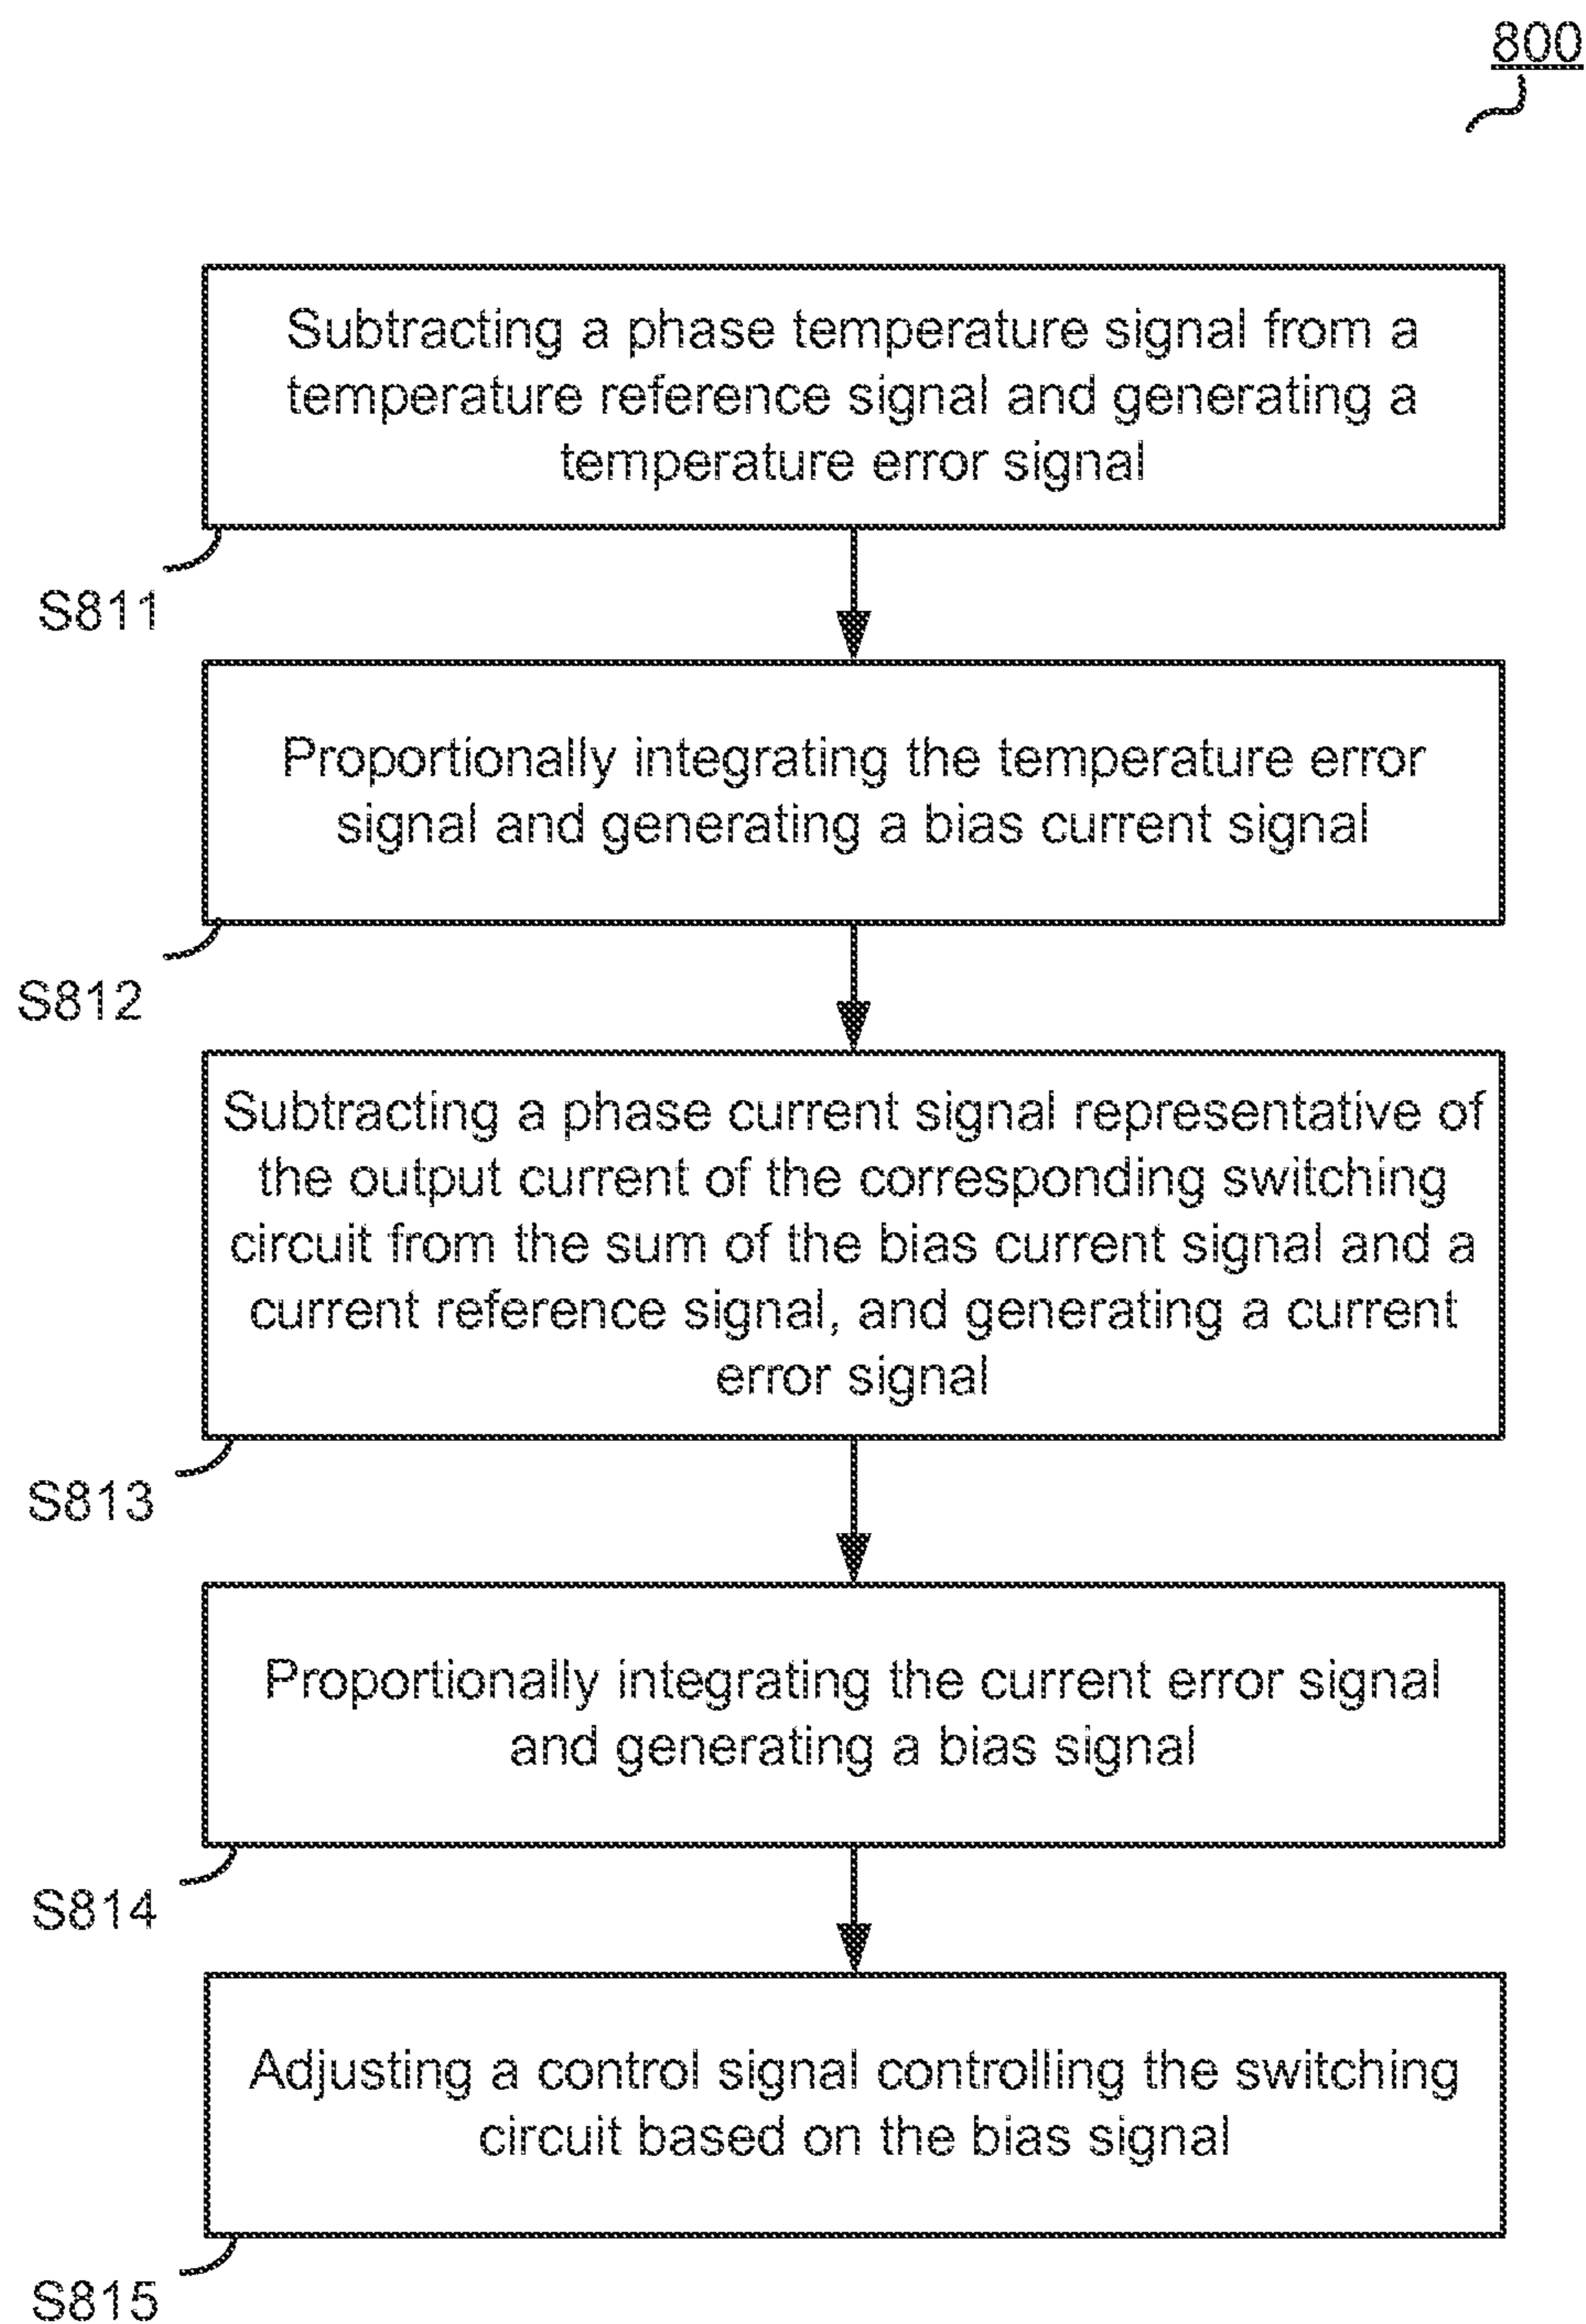 800
Subtracting a phase temperature signal from a
temperature reference signal and generating a
temperature error signal
S811
Proportionally integrating the temperature error
signal and generating a bias current signal
S812
Subtracting a phase current signal representative of
the output current of the corresponding switching
circuit from the sum of the bias current signal and a
current reference signal, and generating a current
error signal
S813
Proportionally integrating the current error signal
and generating a bias signal
S814
Adjusting a control signal controlling the switching
circuit based on the bias signal
S815